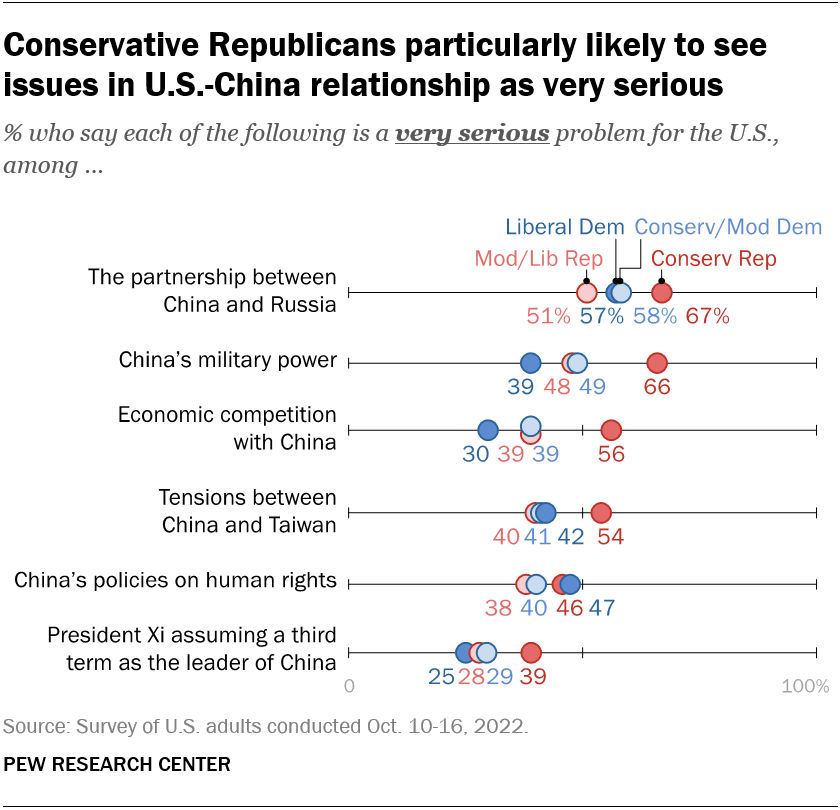 Conservative Republicans particularly likely to see
issues in U.S.-China relationship as very serious
% who say each of the following is a very serious problem for the U.S.,
among ...
Liberal Dem Conserv/Mod Dem
Mod/Lib Rep Conserv Rep
The partnership between
China and Russia
51% 57% 58% 67%
China's military power
39 48 49 66
Economic competition
with China
30 39 39 56
Tensions between
China and Taiwan
40 41 42 54
China's policies on human rights
38 40 46 47
President Xi assuming a third
term as the leader of China
25 28 29 39
0 100%
Source: Survey of U.S. adults conducted Oct. 10-16, 2022.
PEW RESEARCH CENTER